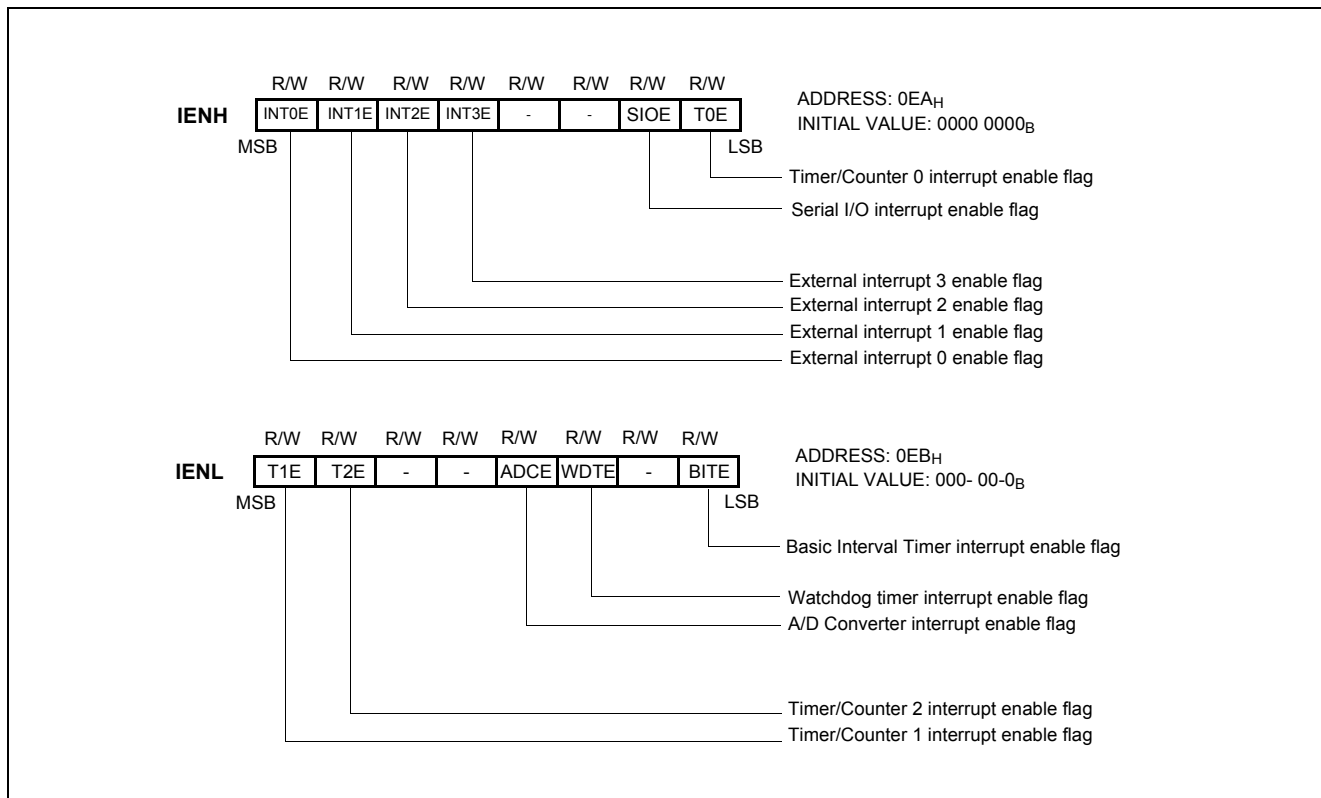 R/W R/W R/W R/W R/W R/W R/W R/W
IENH INT0E INT1E INT2E INT3E - - SIOE T0E
MSB LSB
ADDRESS: 0EAH
INITIAL VALUE: 0000 0000B
Timer/Counter 0 interrupt enable flag
Serial I/O interrupt enable flag
External interrupt 3 enable flag
External interrupt 2 enable flag
External interrupt 1 enable flag
External interrupt 0 enable flag
R/W R/W R/W R/W R/W R/W R/W R/W
IENL T1E T2E - - ADCE WDTE - BITE
MSB LSB
ADDRESS: 0EBH
INITIAL VALUE: 000- 00-0B
Basic Interval Timer interrupt enable flag
Watchdog timer interrupt enable flag
A/D Converter interrupt enable flag
Timer/Counter 2 interrupt enable flag
Timer/Counter 1 interrupt enable flag